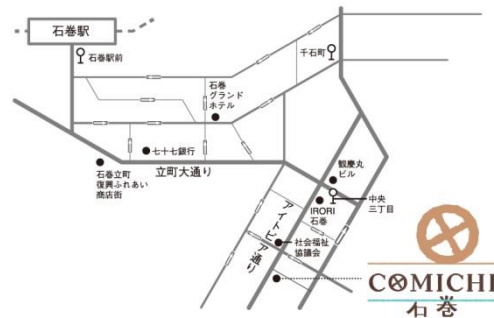 石巻駅
石巻駅前
千石町
石巻
グランド
ホテル
七十七銀行
立町大通り
石巻立町
復興ふれあい
商店街
観慶丸
ビル
中央
三丁目
IRORI
石巻
アイトピア通り
社会福祉
協議会
COMICHI
石巻